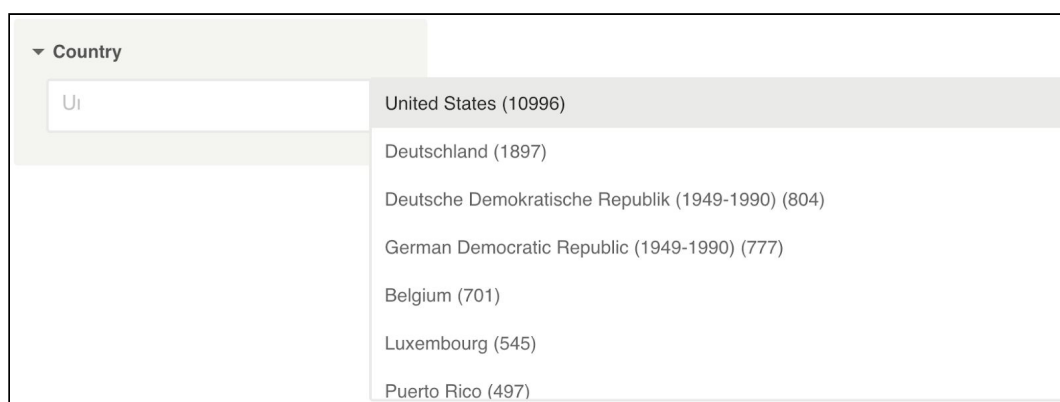 Country
United States (10996)
Deutschland (1897)
Deutsche Demokratische Republik (1949-1990) (804)
German Democratic Republic (1949-1990) (777)
Belgium (701)
Luxembourg (545)
Puerto Rico (497)